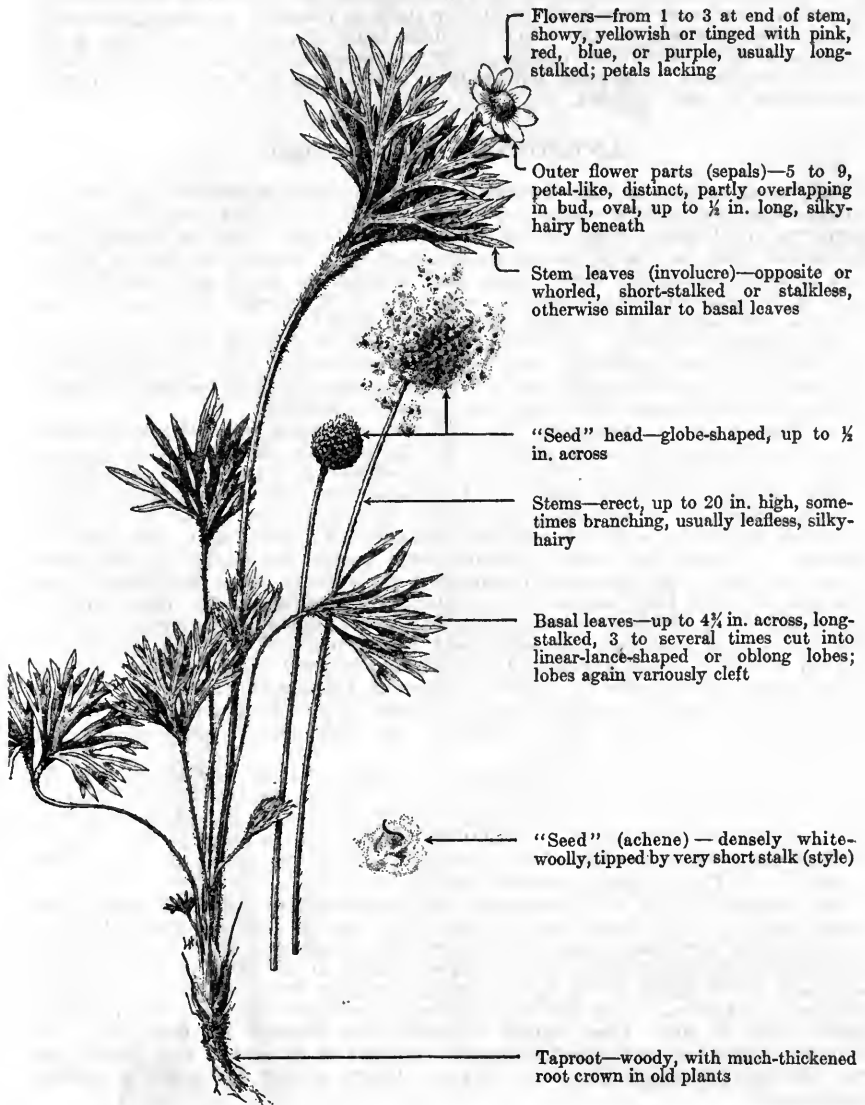 Flowers—from 1 to 3 at end of stem,
showy, yellowish or tinged with pink,
red, blue, or purple, usually long-
stalked; petals lacking
Outer flower parts (sepals)—5 to 9,
petal-like, distinct, partly overlapping
in bud, oval, up to ½ in. long, silky-
hairy beneath
Stem leaves (involucre)—opposite or
whorled, short-stalked or stalkless,
otherwise similar to basal leaves
"Seed" head—globe-shaped, up to ½
in. across
Stems—erect, up to 20 in. high, some-
times branching, usually leafless, silky-
hairy
Basal leaves—up to 4¾ in. across, long-
stalked, 3 to several times cut into
linear-lance-shaped or oblong lobes;
lobes again variously cleft
"Seed" (achene) — densely white-
woolly, tipped by very short stalk (style)
Taproot—woody, with much-thickened
root crown in old plants